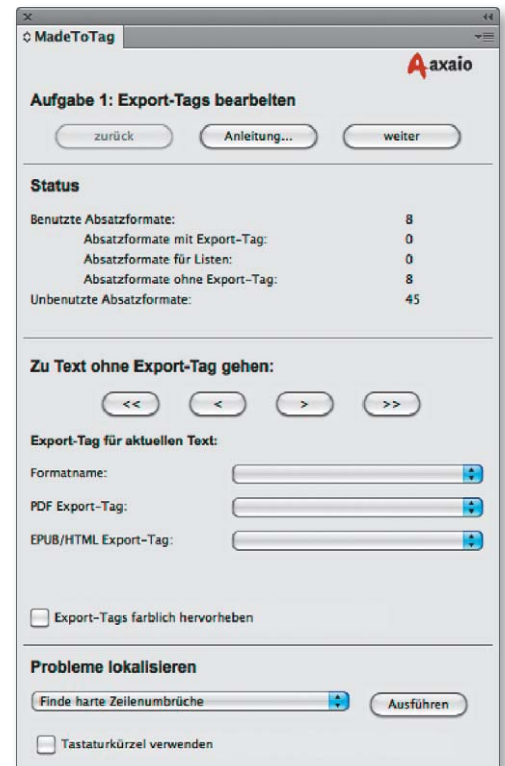 MadeToTag
axaio
Aufgabe 1: Export-Tags bearbeiten
zurück Anleitung... weiter
Status
Benutzte Absatzformate: 8
Absatzformate mit Export-Tag: 0
Absatzformate für Listen: 0
Absatzformate ohne Export-Tag: 8
Unbenutzte Absatzformate: 45
Zu Text ohne Export-Tag gehen:
<< < > >>
Export-Tag für aktuellen Text:
Formatname:
PDF Export-Tag:
EPUB/HTML Export-Tag:
Export-Tags farblich hervorheben
Probleme lokalisieren
Finde harte Zeilenumbrüche Ausführen
Tastaturkürzel verwenden